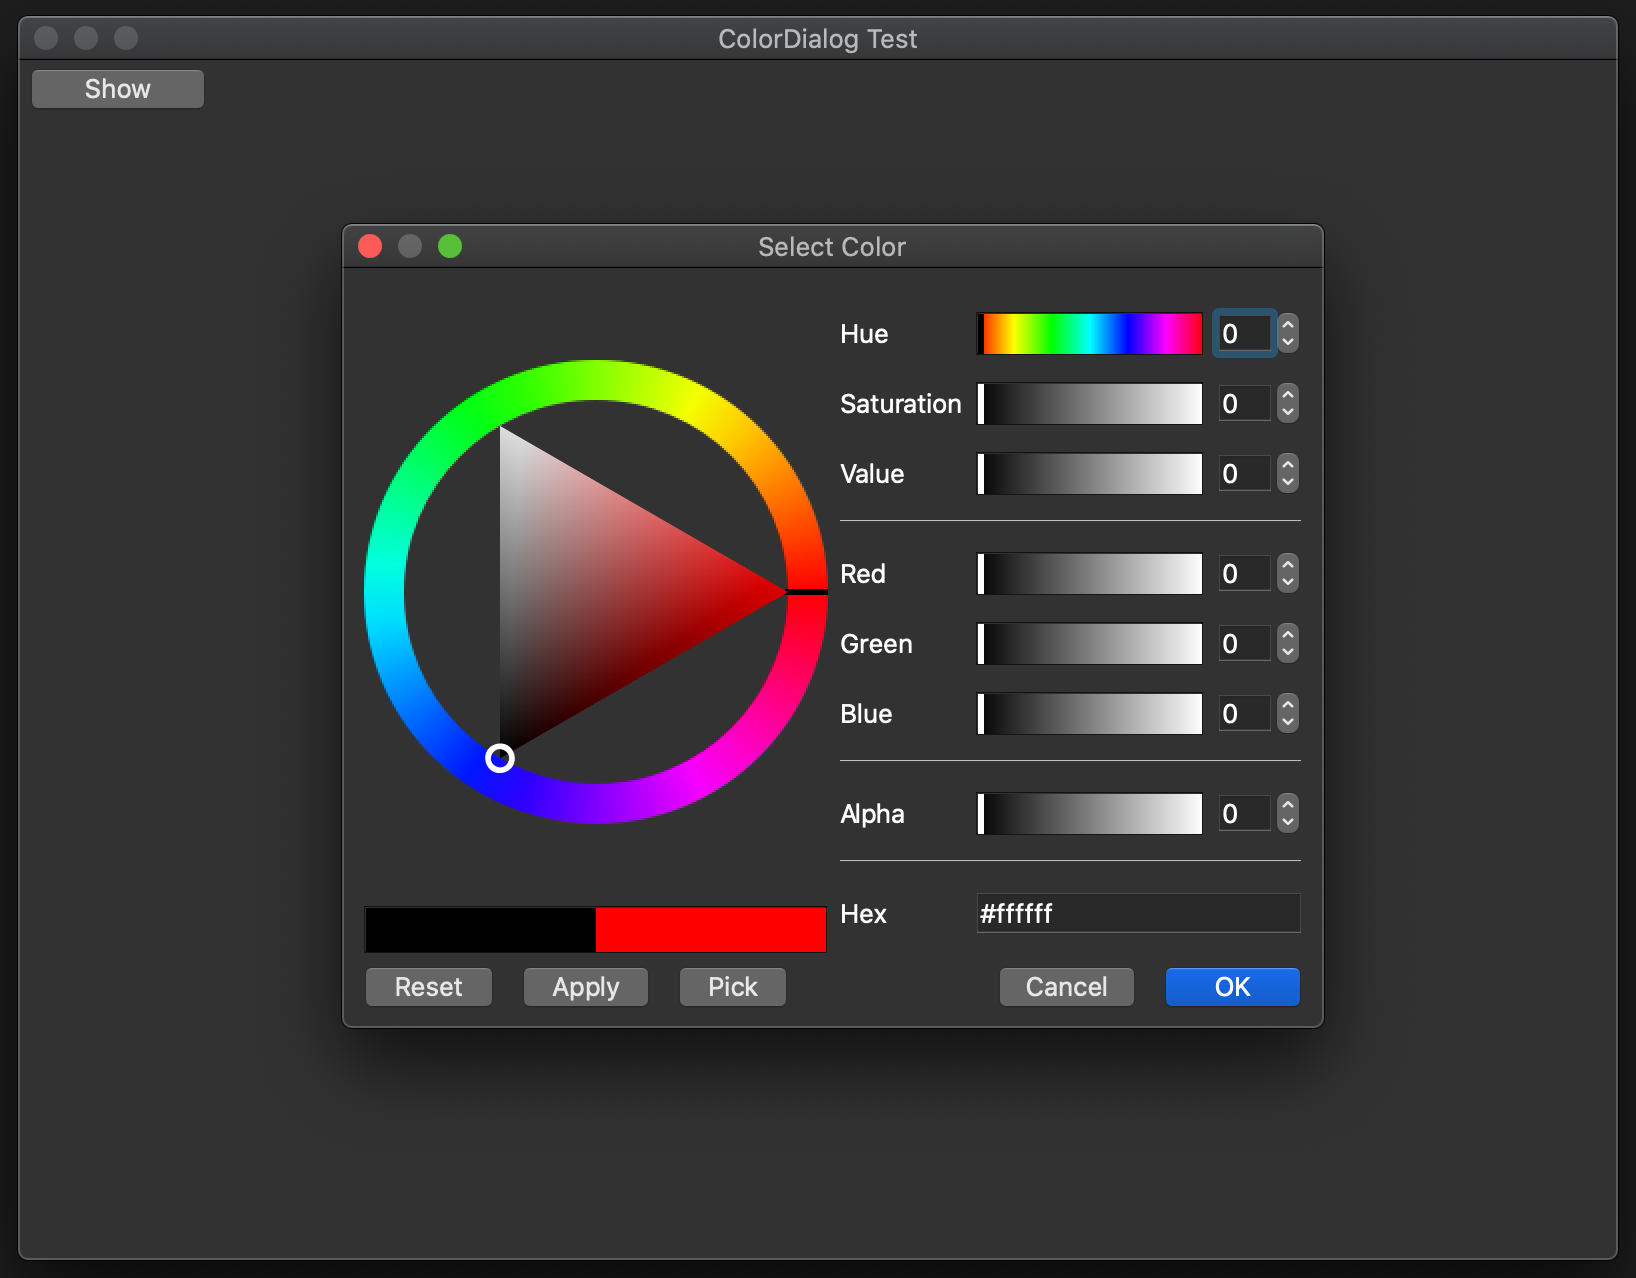 ColorDialog Test
Show
Select Color
Hue 0
Saturation 0
Value 0
Red 0
Green 0
Blue 0
Alpha 0
Hex #ffffff
Reset Apply Pick Cancel OK